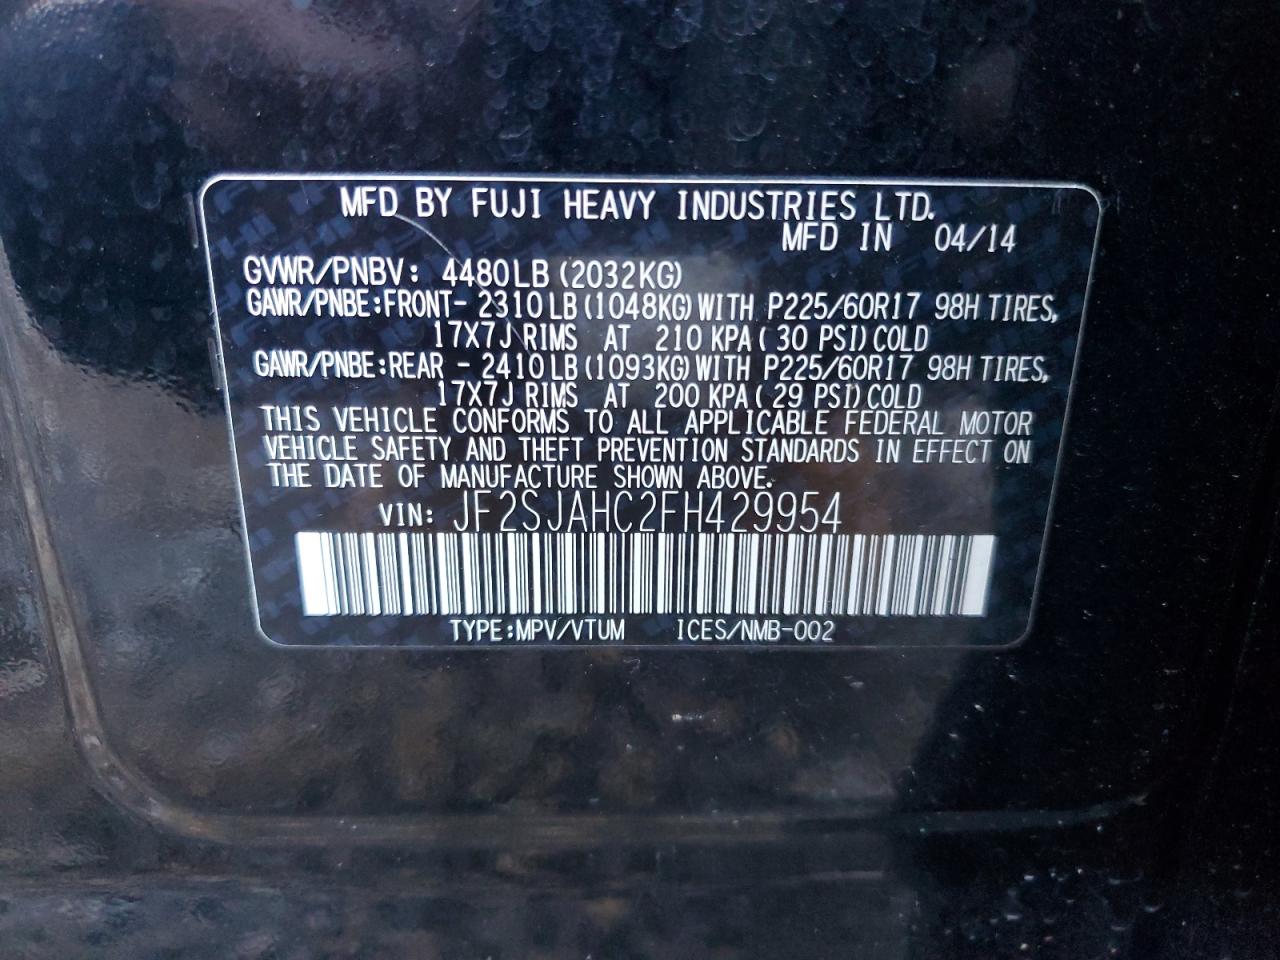 MFD BY FUJI HEAVY INDUSTRIES LTD.
MFD IN 04/14
GVWR/PNBV: 4480LB (2032KG)
GAWR/PNBE:FRONT- 2310LB (1048KG) WITH P225/60R17 98H TIRES,
17X7J RIMS AT 210 KPA ( 30 PSI) COLD
GAWR/PNBE:REAR - 2410LB (1093KG) WITH P225/60R17 98H TIRES,
17X7J RIMS AT 200 KPA ( 29 PSI) COLD
THIS VEHICLE CONFORMS TO ALL APPLICABLE FEDERAL MOTOR
VEHICLE SAFETY AND THEFT PREVENTION STANDARDS IN EFFECT ON
THE DATE OF MANUFACTURE SHOWN ABOVE.
VIN: JF2SJAHC2FH429954
TYPE:MPV/VTUM ICES/NMB-002